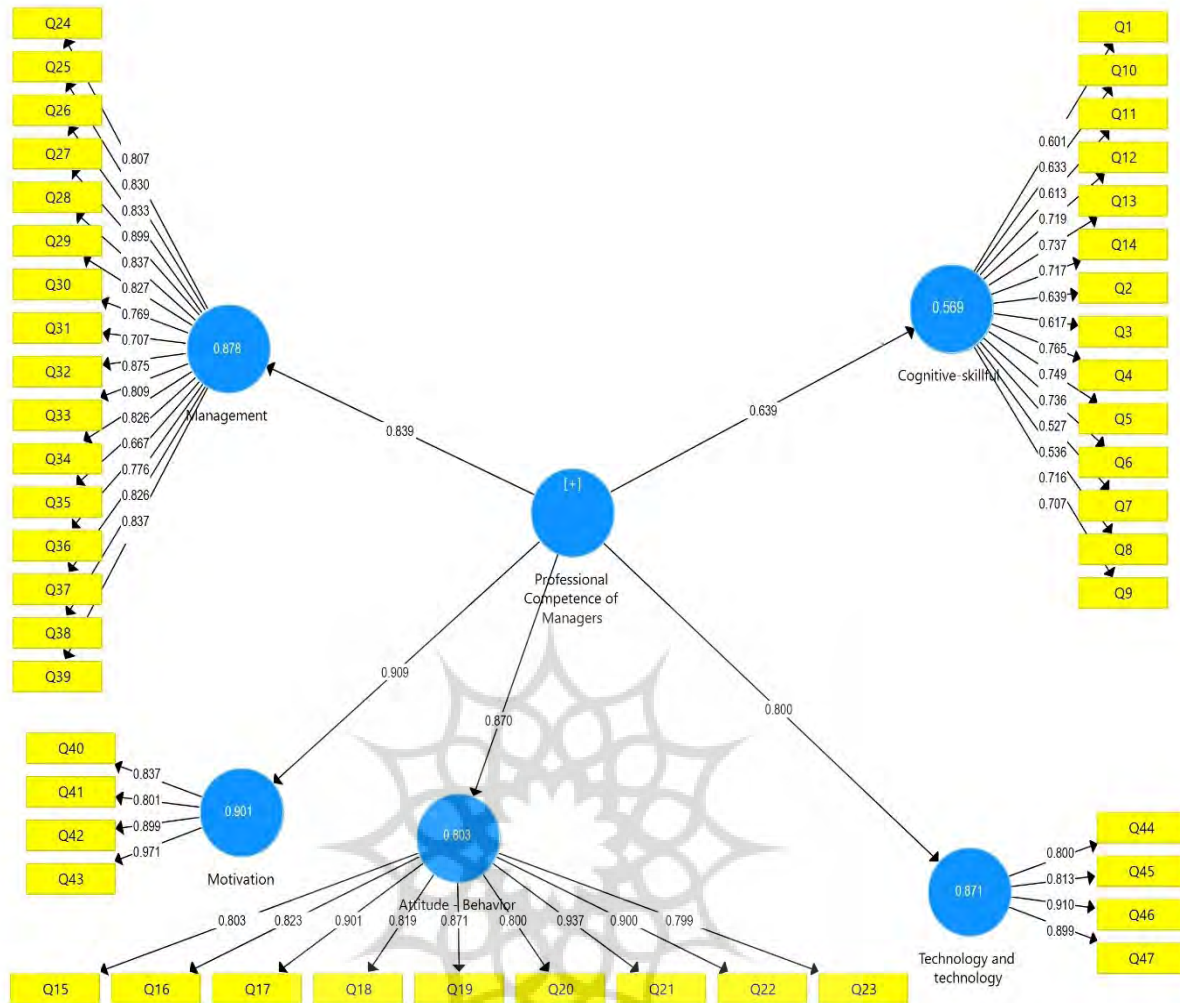 Q24
Q25
Q26
Q27
Q28
Q29
Q30
Q31
Q32
Q33
Q34
Q35
Q36
Q37
Q38
Q39
0.807
0.830
0.833
0.899
0.837
0.827
0.769
0.707
0.875
0.809
0.826
0.667
0.776
0.826
0.837
0.878
Management
0.839
Q1
Q10
Q11
Q12
Q13
Q14
Q2
Q3
Q4
Q5
Q6
Q7
Q8
Q9
0.601
0.633
0.613
0.719
0.737
0.717
0.639
0.617
0.765
0.749
0.736
0.527
0.536
0.716
0.707
0.569
Cognitive-skillful
0.639
[+]
Professional
Competence of
Managers
0.909
0.870
0.800
Q40
Q41
Q42
Q43
0.837
0.801
0.899
0.971
0.901
Motivation
0.803
Attitude - Behavior
0.803
0.823
0.901
0.819
0.871
0.800
0.937
0.900
0.799
Q15
Q16
Q17
Q18
Q19
Q20
Q21
Q22
Q23
0.871
Technology and
technology
0.800
0.813
0.910
0.899
Q44
Q45
Q46
Q47